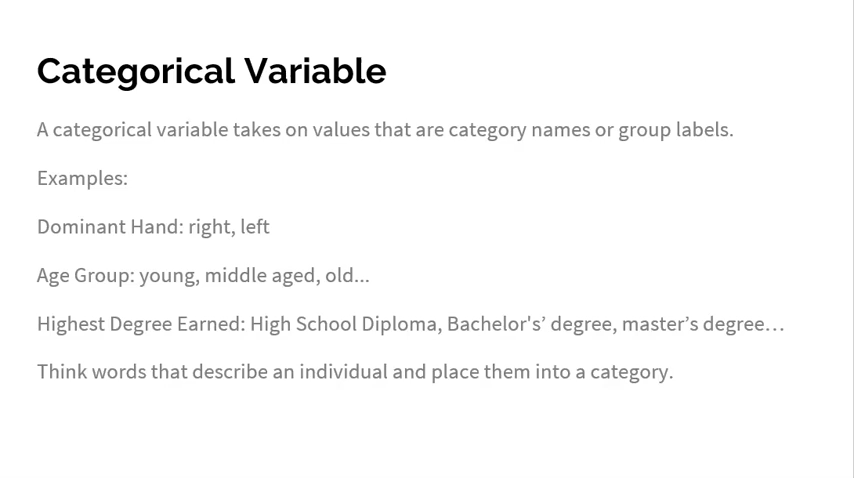 Categorical Variable
A categorical variable takes on values that are category names or group labels.
Examples:
Dominant Hand: right, left
Age Group: young, middle aged, old...
Highest Degree Earned: High School Diploma, Bachelor's’ degree, master’s degree…
Think words that describe an individual and place them into a category.